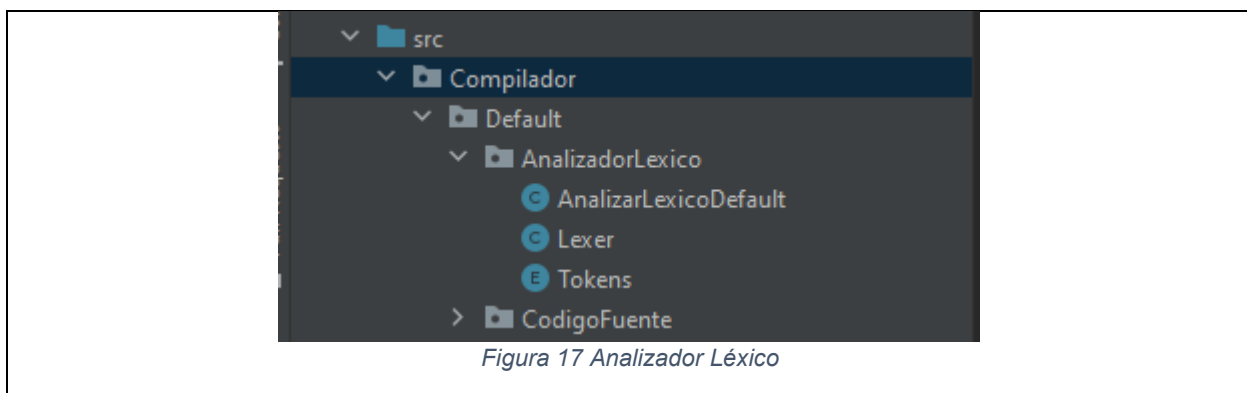 src
Compilador
Default
AnalizadorLexico
AnalizarLexicoDefault
Lexer
Tokens
CodigoFuente
Figura 17 Analizador Léxico